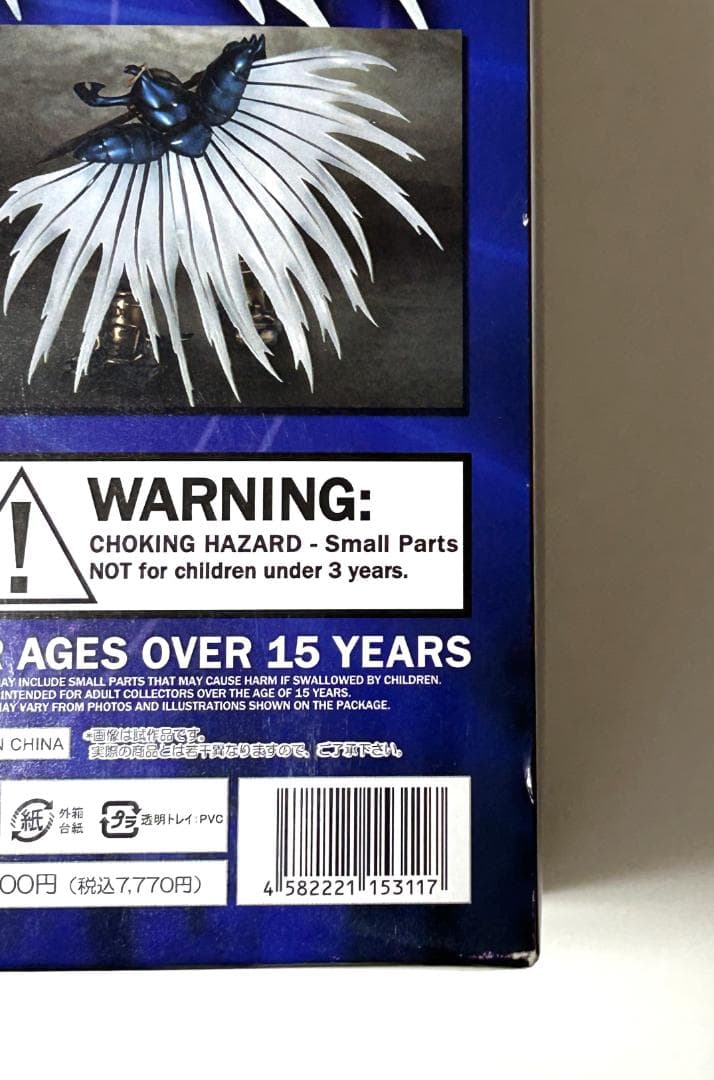 WARNING:
CHOKING HAZARD - Small Parts
NOT for children under 3 years.
AGES OVER 15 YEARS
INCLUDE SMALL PARTS THAT MAY CAUSE HARM IF SWALLOWED BY CHILDREN.
INTENDED FOR ADULT COLLECTORS OVER THE AGE OF 15 YEARS.
VARY FROM PHOTOS AND ILLUSTRATIONS SHOWN ON THE PACKAGE.
CHINA
*画像は試作品です。
実際の商品とは若干異なりますので、ご了承下さい。
紙
外箱
台紙
プラ
透明トレイ:PVC
00円(税込7,770円)
4 582221 153117